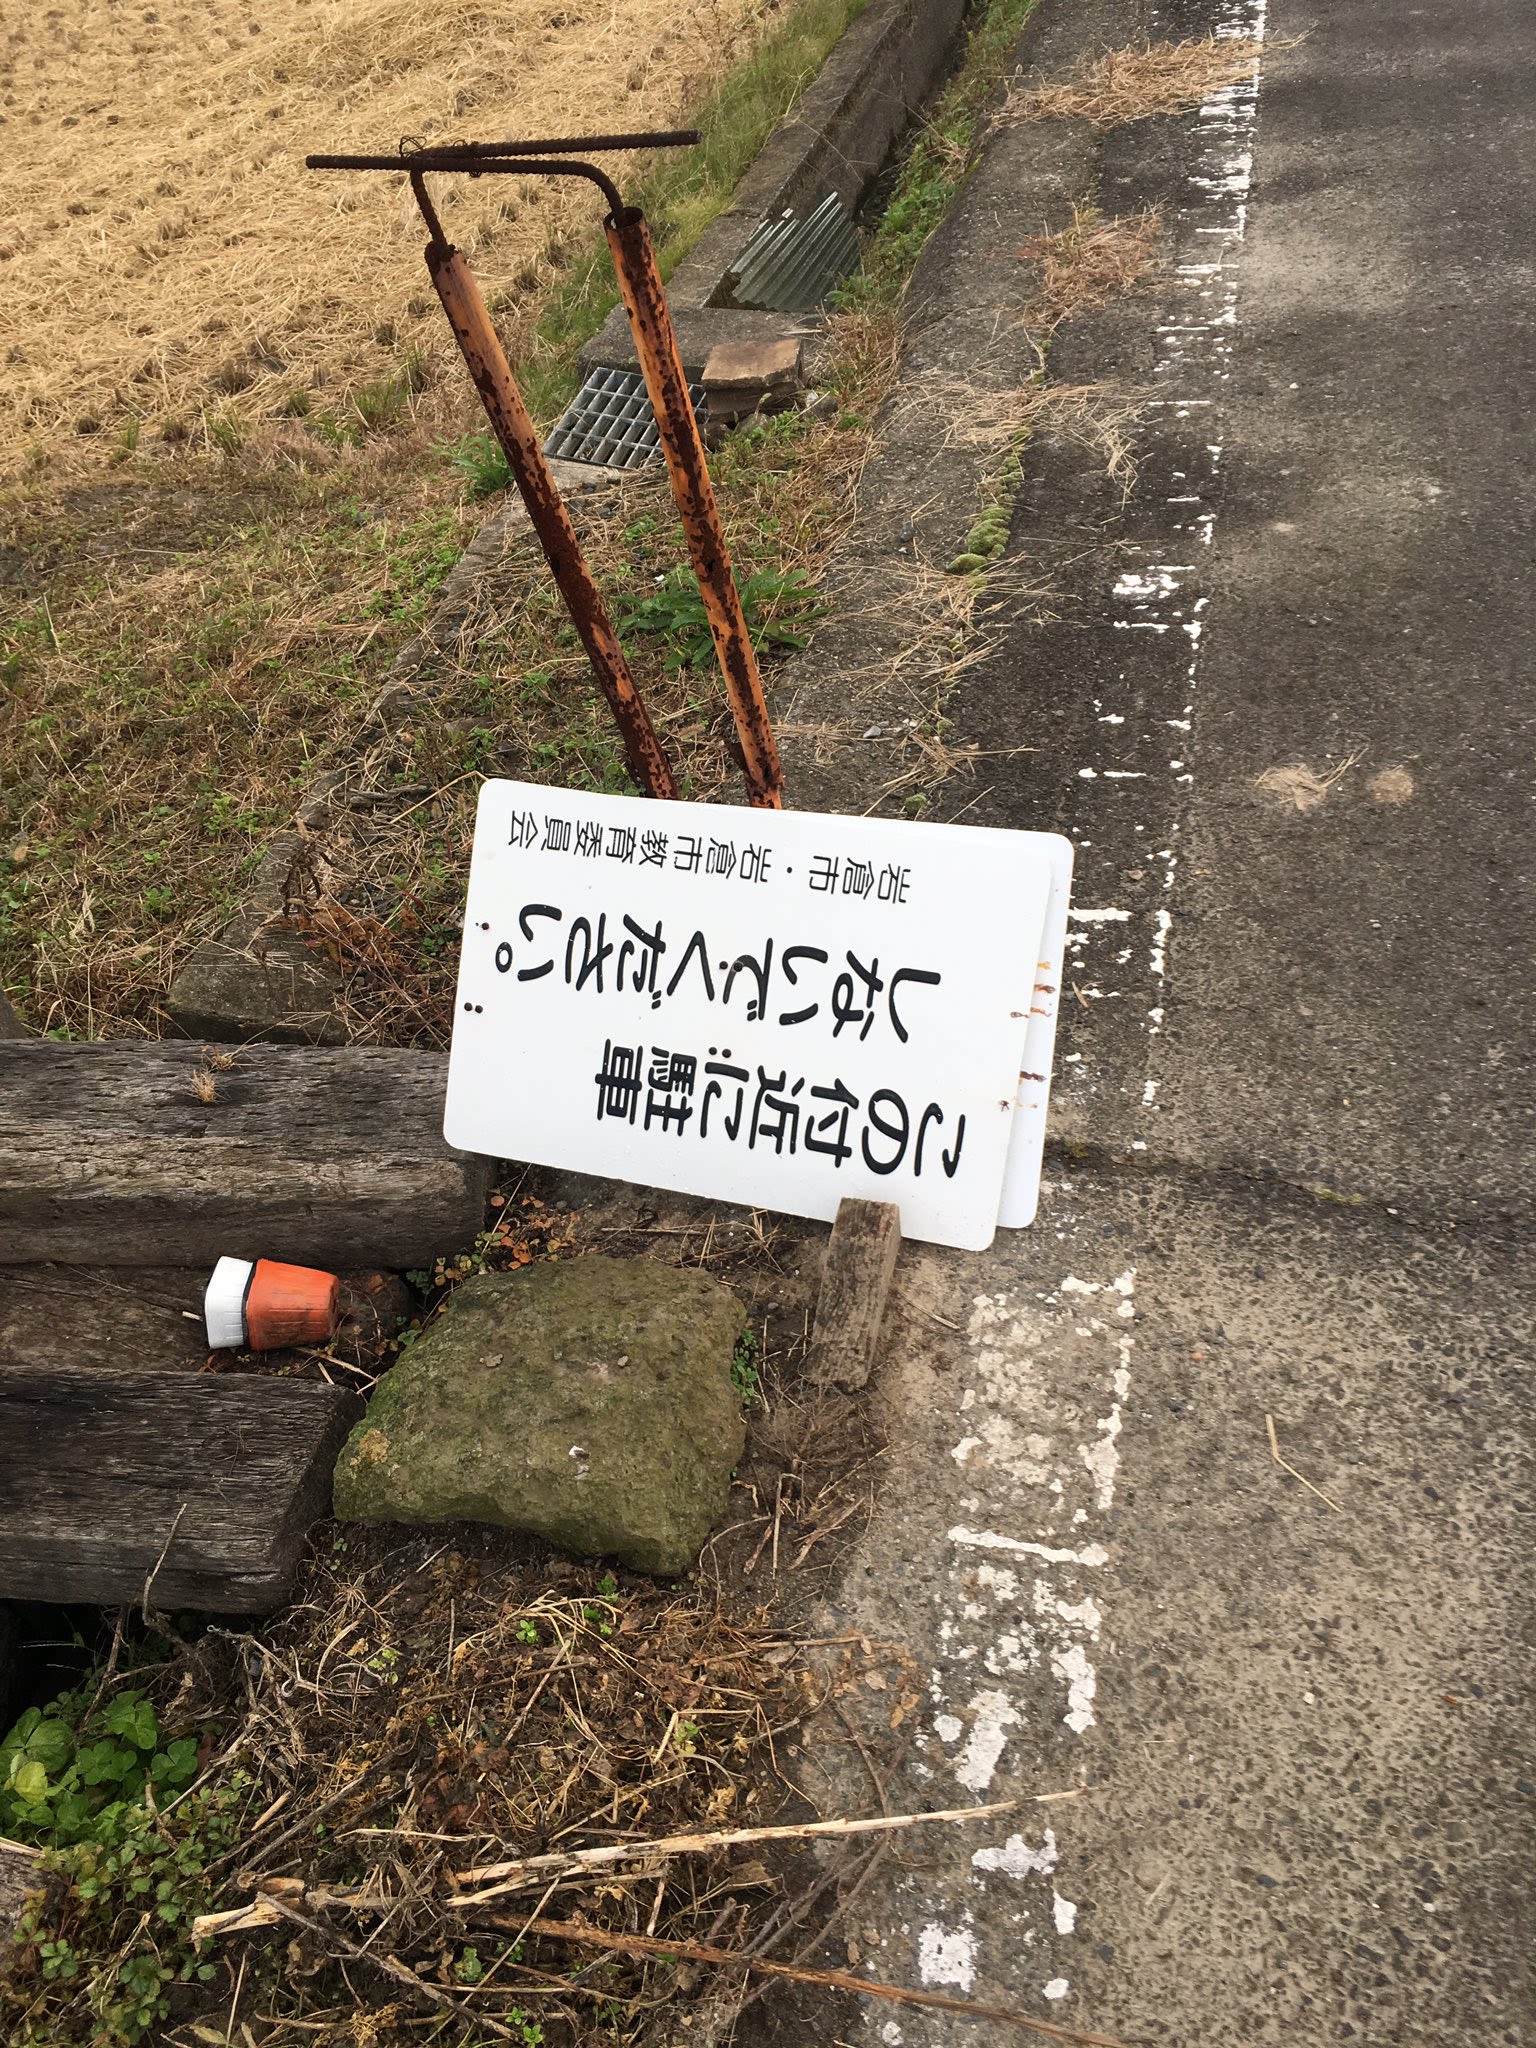 この付近に駐車
しないでください。
岩倉市・岩倉市教育委員会